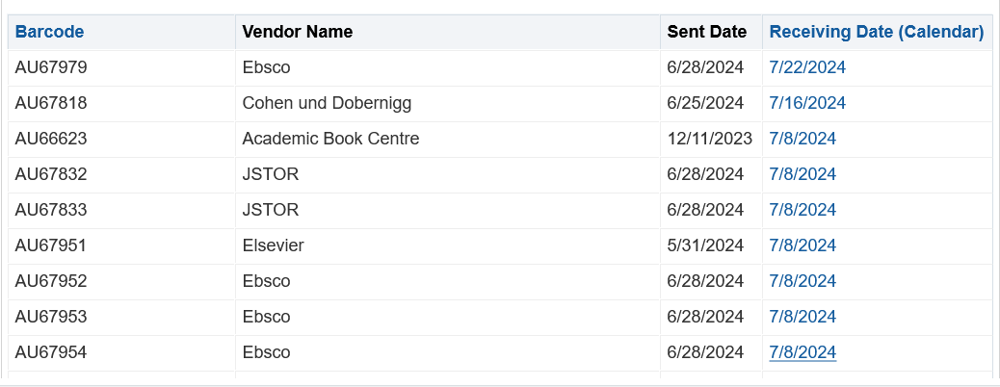 Barcode Vendor Name Sent Date Receiving Date (Calendar)
AU67979 Ebsco 6/28/2024 7/22/2024
AU67818 Cohen und Dobernigg 6/25/2024 7/16/2024
AU66623 Academic Book Centre 12/11/2023 7/8/2024
AU67832 JSTOR 6/28/2024 7/8/2024
AU67833 JSTOR 6/28/2024 7/8/2024
AU67951 Elsevier 5/31/2024 7/8/2024
AU67952 Ebsco 6/28/2024 7/8/2024
AU67953 Ebsco 6/28/2024 7/8/2024
AU67954 Ebsco 6/28/2024 7/8/2024